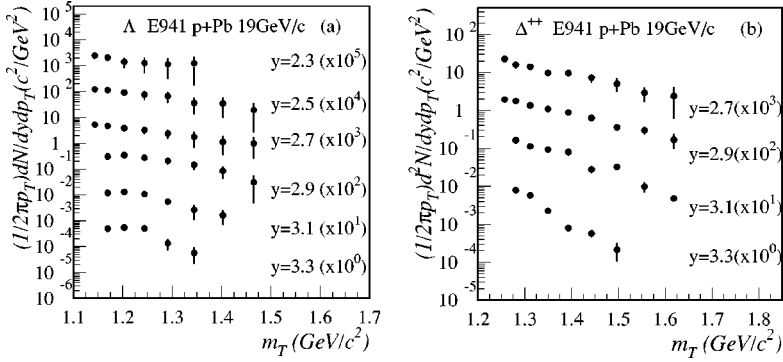 Λ E941 p+Pb 19GeV/c (a)
(1/2πp_T)dN/dydp_T(c²/GeV²)
10⁵
10⁴
10³
10²
10
1
10⁻¹
10⁻²
10⁻³
10⁻⁴
10⁻⁵
10⁻⁶
y=2.3 (x10⁵)
y=2.5 (x10⁴)
y=2.7 (x10³)
y=2.9 (x10²)
y=3.1 (x10¹)
y=3.3 (x10⁰)
1.1 1.2 1.3 1.4 1.5 1.6 1.7
m_T (GeV/c²)
Δ⁺⁺ E941 p+Pb 19GeV/c (b)
(1/2πp_T)d²N/dydp_T(c²/GeV²)
10³
10²
10
1
10⁻¹
10⁻²
10⁻³
10⁻⁴
10⁻⁵
y=2.7(x10³)
y=2.9(x10²)
y=3.1(x10¹)
y=3.3(x10⁰)
1.2 1.3 1.4 1.5 1.6 1.7 1.8
m_T (GeV/c²)